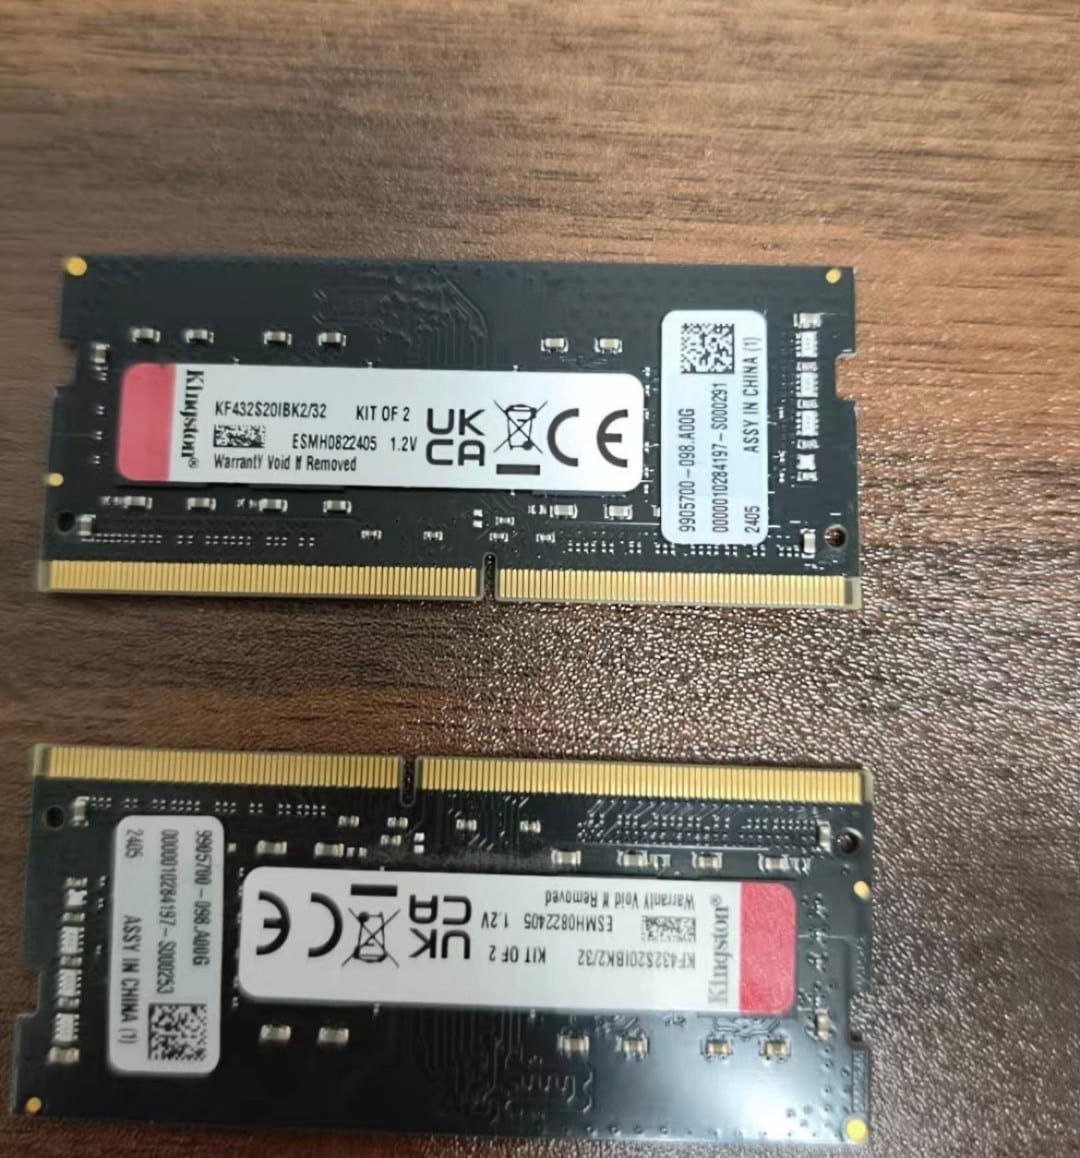 Kingston®
KF432S20IBK2/32 KIT OF 2
ESMH0822405 1.2V
Warranty Void If Removed
UK
CA
CE
9905700-098.A00G
0000010284197-S000291
2405 ASSY IN CHINA (1)
Kingston®
KF432S20IBK2/32 KIT OF 2
ESMH0822405 1.2V
Warranty Void If Removed
UK
CA
CE
9905700-098.A00G
0000010284197-S000253
2405 ASSY IN CHINA (1)